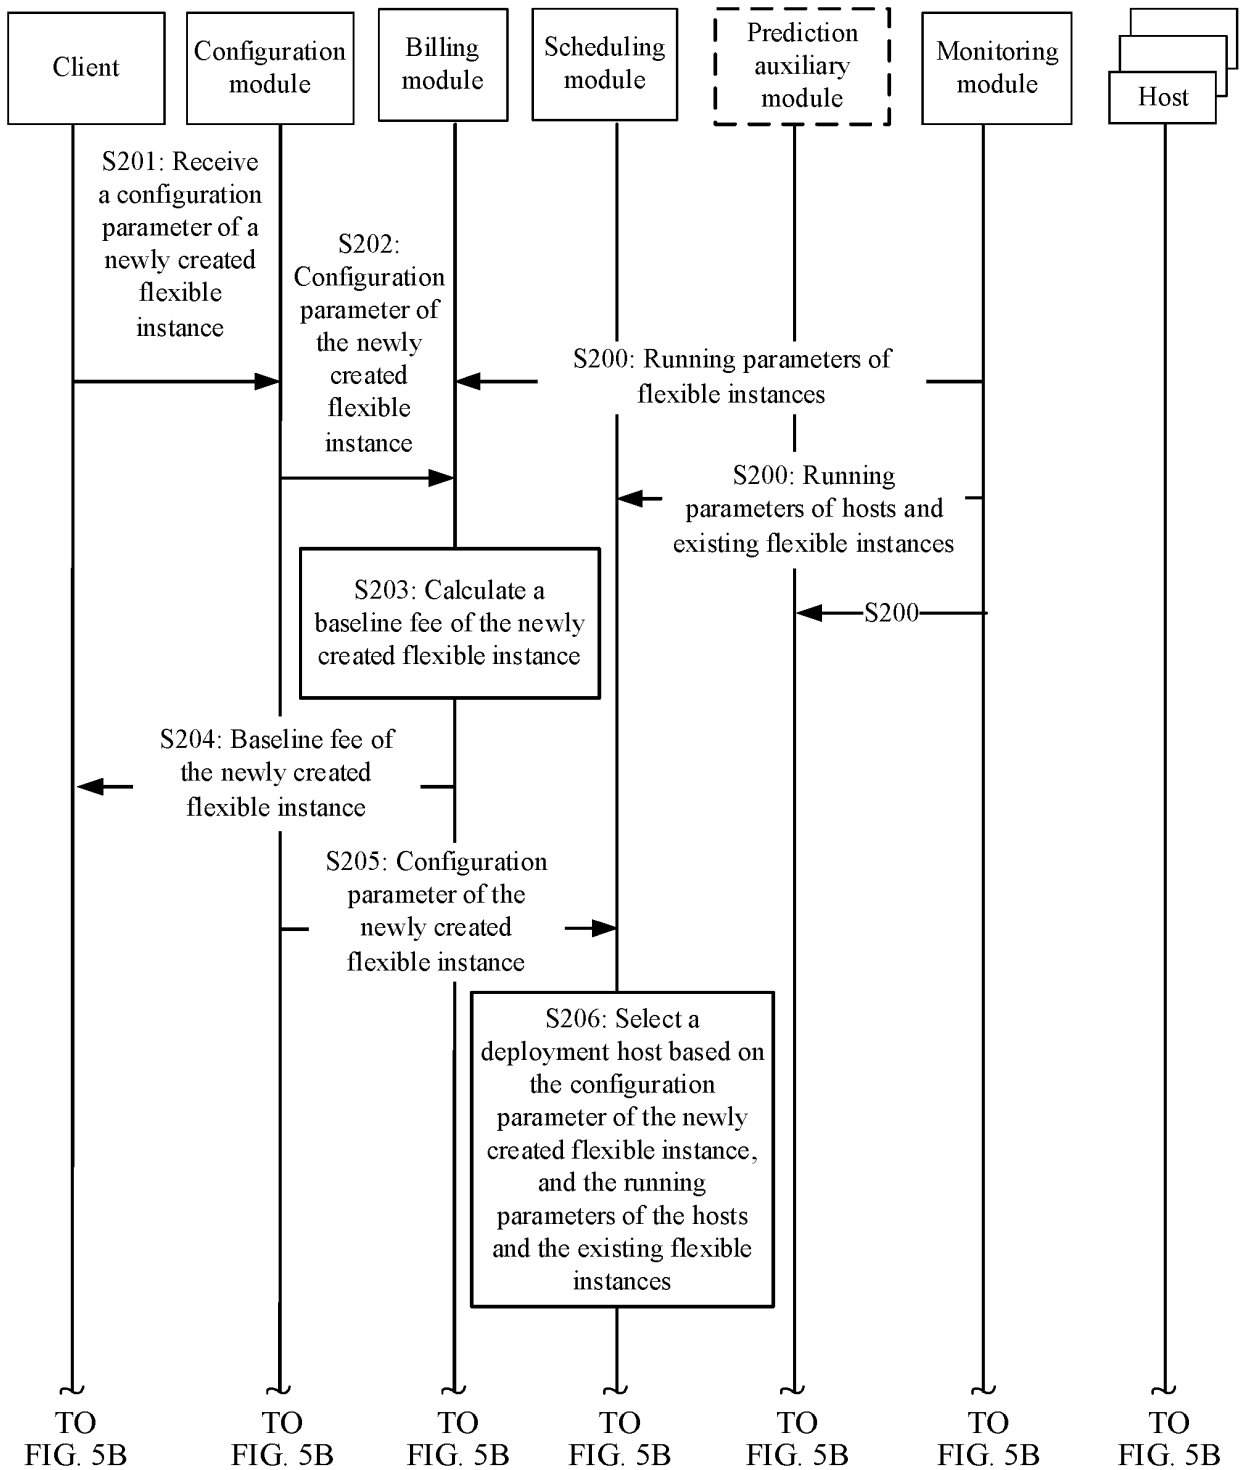 Client
Configuration
module
Billing
module
Scheduling
module
Prediction
auxiliary
module
Monitoring
module
Host
S201: Receive
a configuration
parameter of a
newly created
flexible
instance
S202:
Configuration
parameter of
the newly
created
flexible
instance
S200: Running parameters of
flexible instances
S200: Running
parameters of hosts and
existing flexible instances
S200
S203: Calculate a
baseline fee of the newly
created flexible instance
S204: Baseline fee of
the newly created
flexible instance
S205: Configuration
parameter of the
newly created
flexible instance
S206: Select a
deployment host based on
the configuration
parameter of the newly
created flexible instance,
and the running
parameters of the hosts
and the existing flexible
instances
TO
FIG. 5B
TO
FIG. 5B
TO
FIG. 5B
TO
FIG. 5B
TO
FIG. 5B
TO
FIG. 5B
TO
FIG. 5B